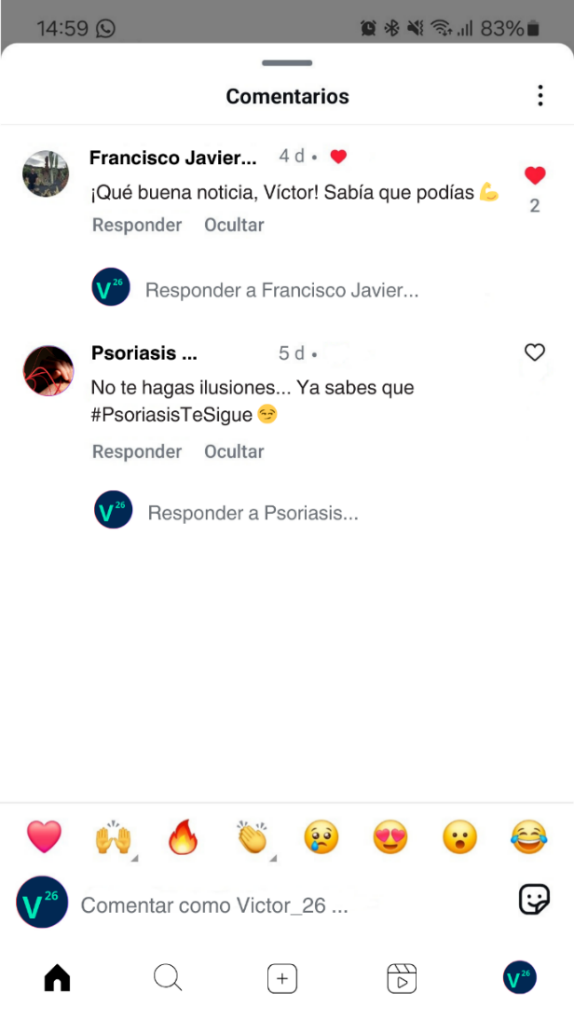 14:59 83%
Comentarios
Francisco Javier... 4 d •
¡Qué buena noticia, Víctor! Sabía que podías 💪
2
Responder Ocultar
V26 Responder a Francisco Javier...
Psoriasis ... 5 d •
No te hagas ilusiones... Ya sabes que
#PsoriasisTeSigue 😏
Responder Ocultar
V26 Responder a Psoriasis...
V26 Comentar como Victor_26 ...
V26